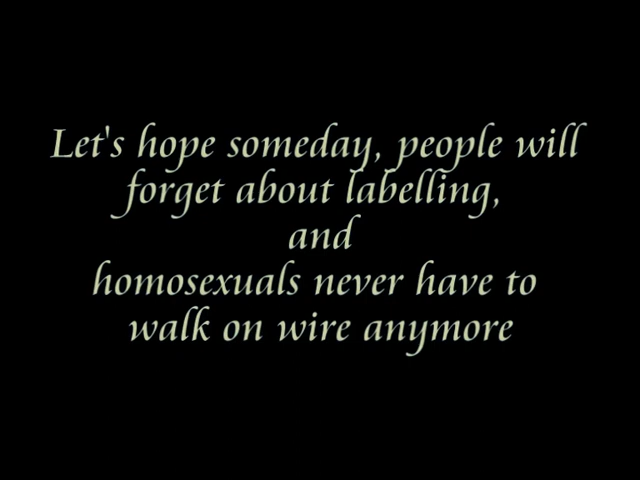 Let's hope someday, people will
forget about labelling,
and
homosexuals never have to
walk on wire anymore